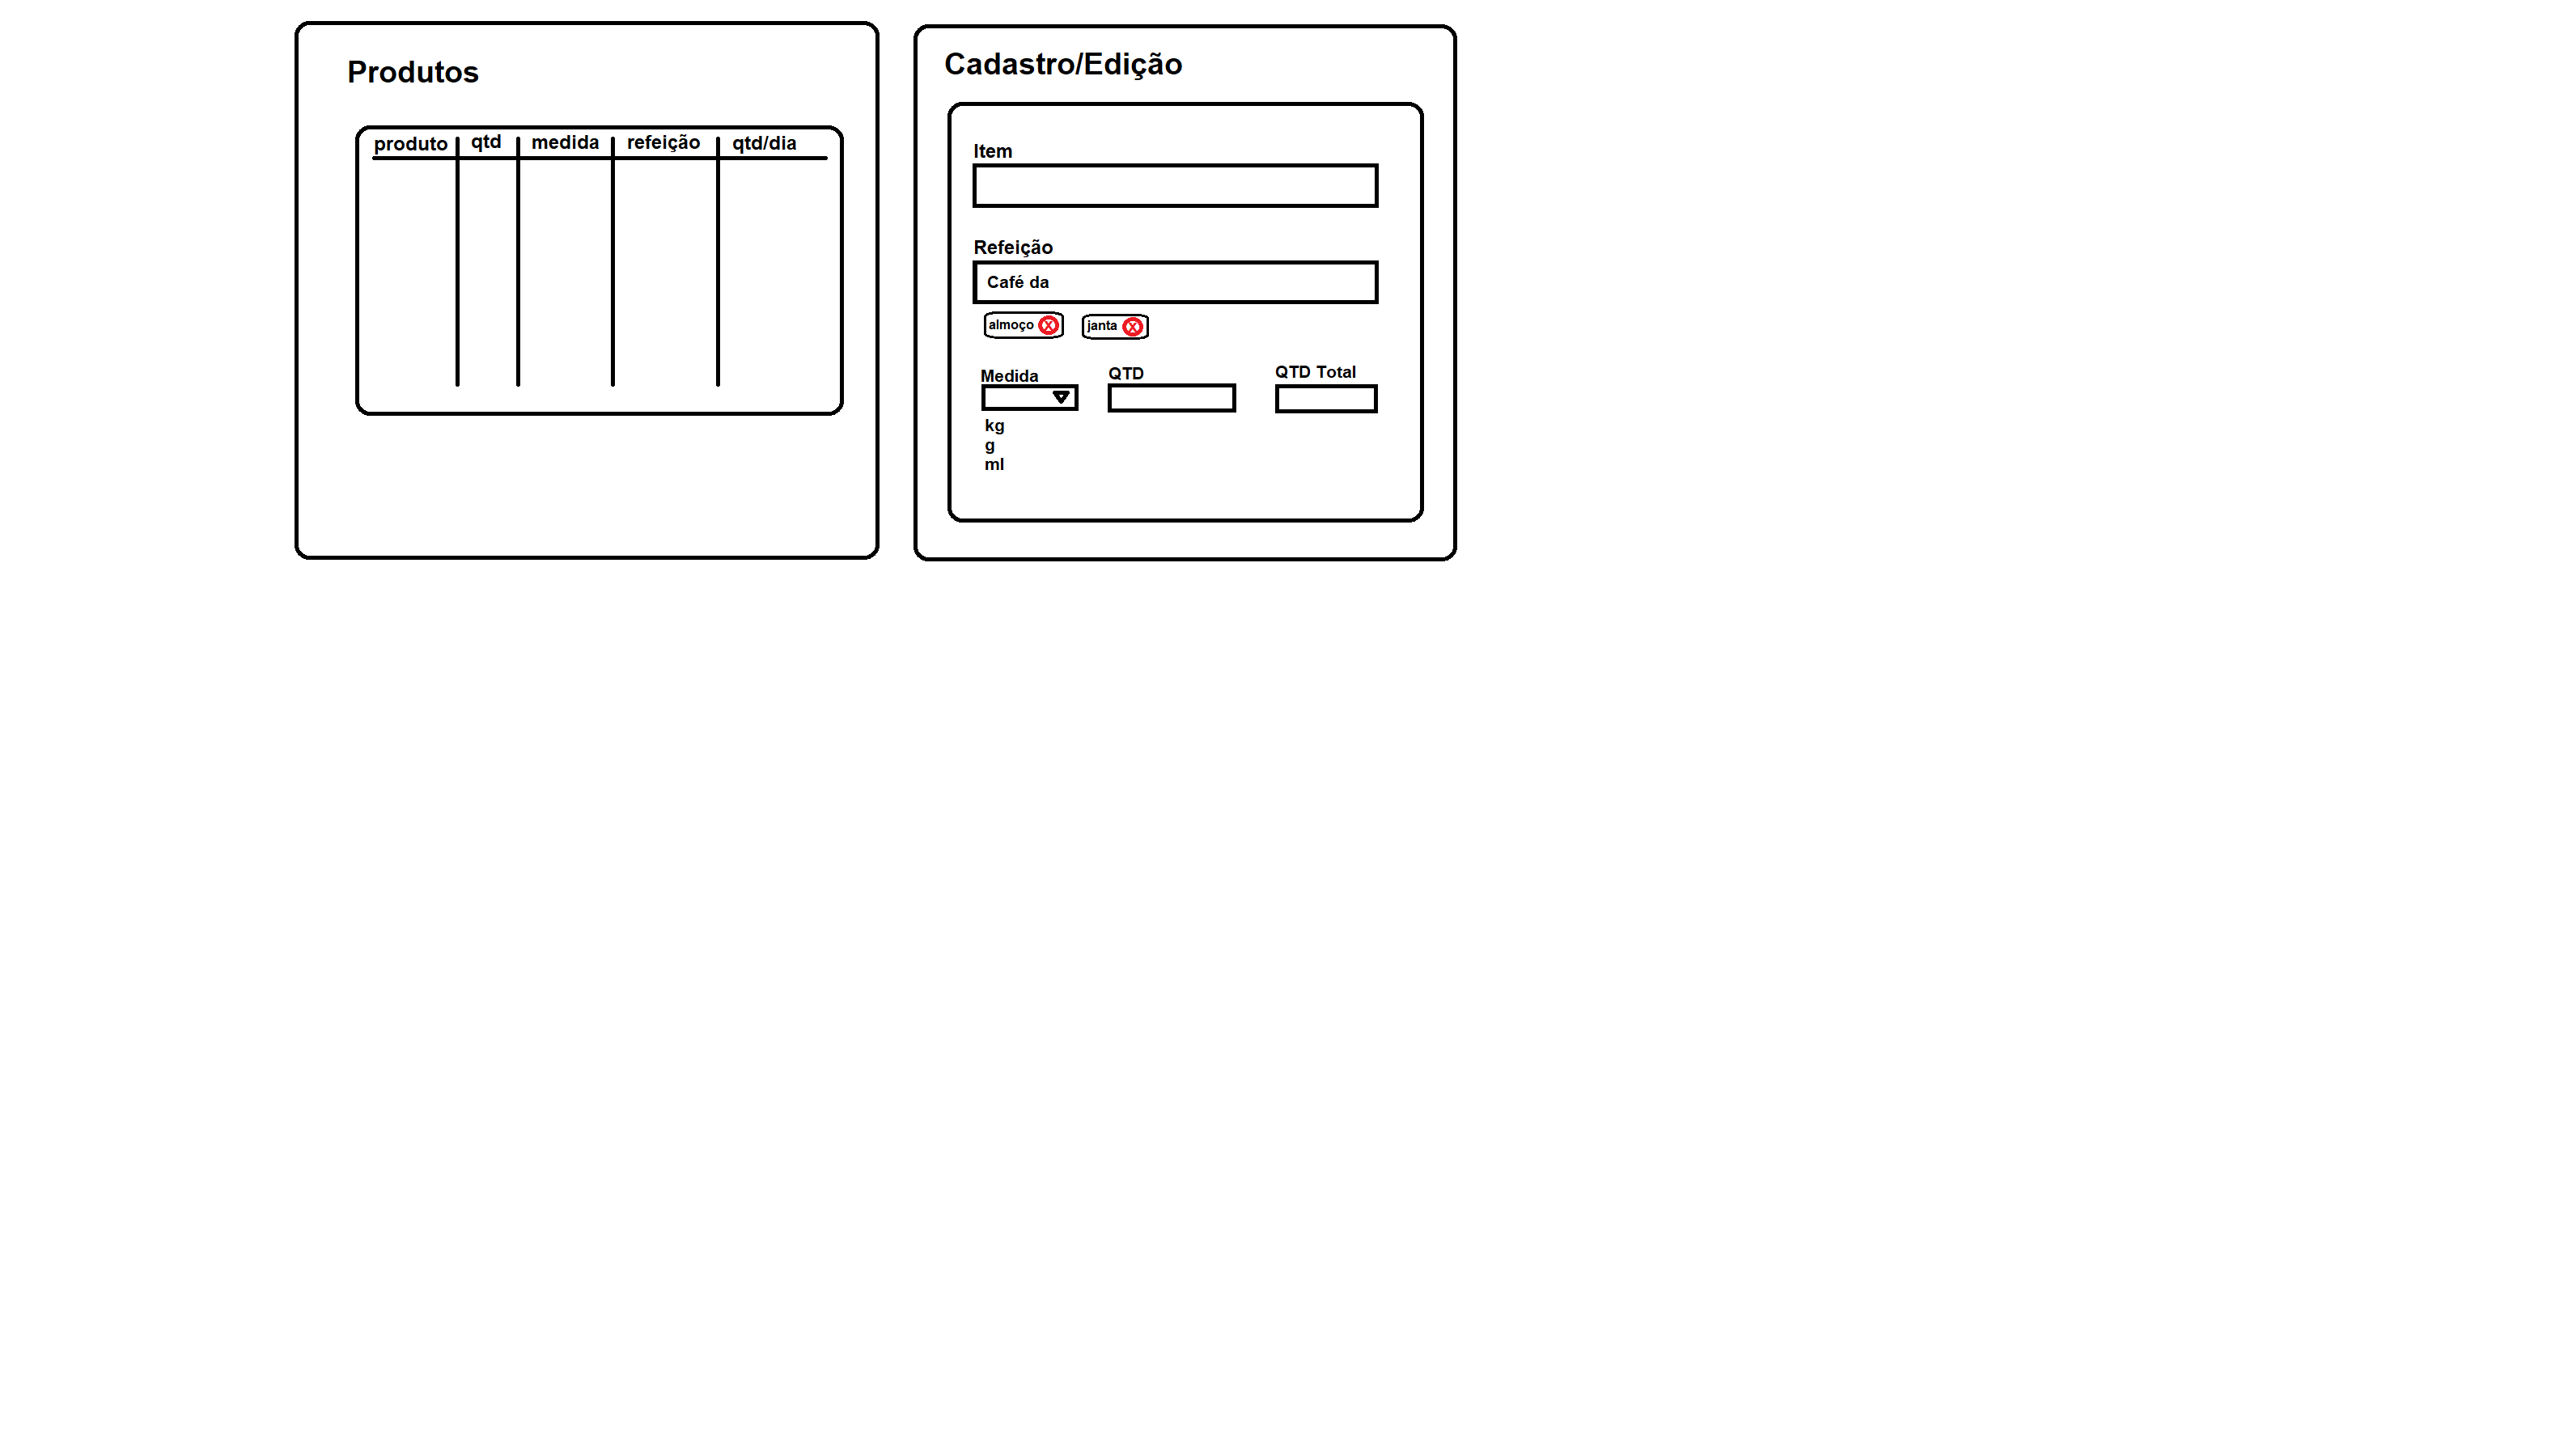 Produtos
produto qtd medida refeição qtd/dia
Cadastro/Edição
Item
Refeição
Café da
almoço X janta X
Medida QTD QTD Total
kg
g
ml